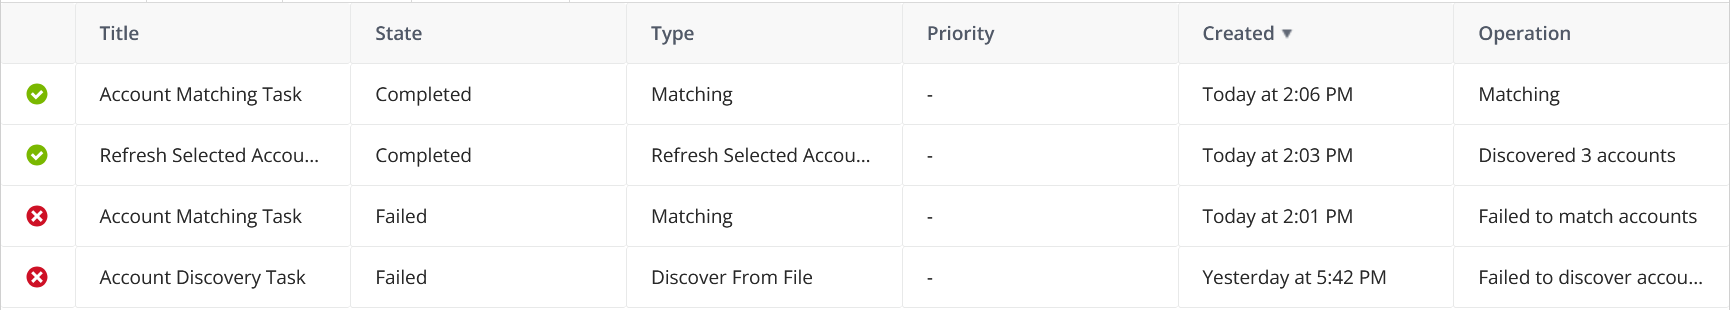 Title State Type Priority Created ▼ Operation
Account Matching Task Completed Matching - Today at 2:06 PM Matching
Refresh Selected Accou... Completed Refresh Selected Accou... - Today at 2:03 PM Discovered 3 accounts
Account Matching Task Failed Matching - Today at 2:01 PM Failed to match accounts
Account Discovery Task Failed Discover From File - Yesterday at 5:42 PM Failed to discover accou...